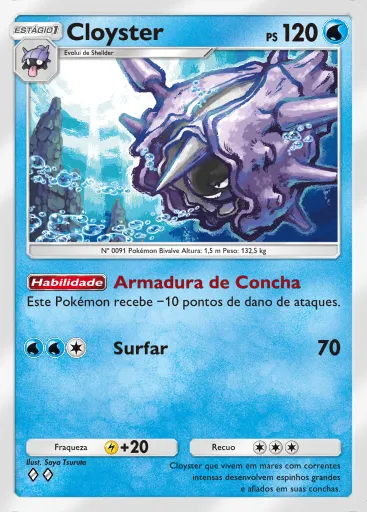 ESTÁGIO 1
Cloyster
PS 120
Evolui de Shellder
Nº 0091 Pokémon Bivalve Altura: 1,5 m Peso: 132,5 kg
Habilidade Armadura de Concha
Este Pokémon recebe −10 pontos de dano de ataques.
Surfar 70
Fraqueza +20 Recuo
Ilust. Saya Tsuruta
Cloyster que vivem em mares com correntes
intensas desenvolvem espinhos grandes
e afiados em suas conchas.